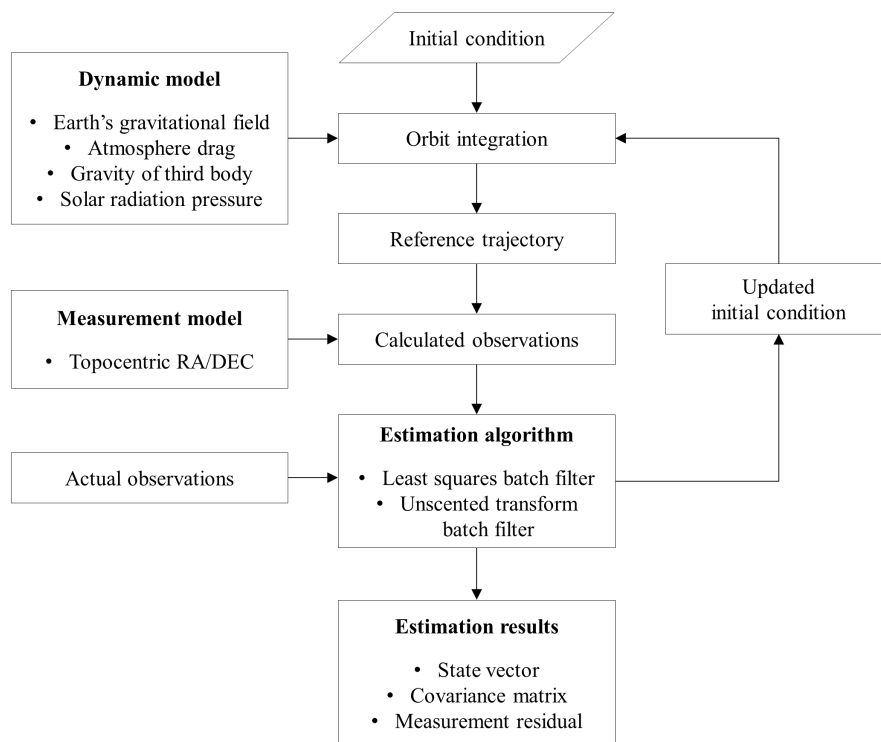 Initial condition
Dynamic model
• Earth's gravitational field
• Atmosphere drag
• Gravity of third body
• Solar radiation pressure
Orbit integration
Reference trajectory
Updated
initial condition
Measurement model
• Topocentric RA/DEC
Calculated observations
Actual observations
Estimation algorithm
• Least squares batch filter
• Unscented transform
batch filter
Estimation results
• State vector
• Covariance matrix
• Measurement residual